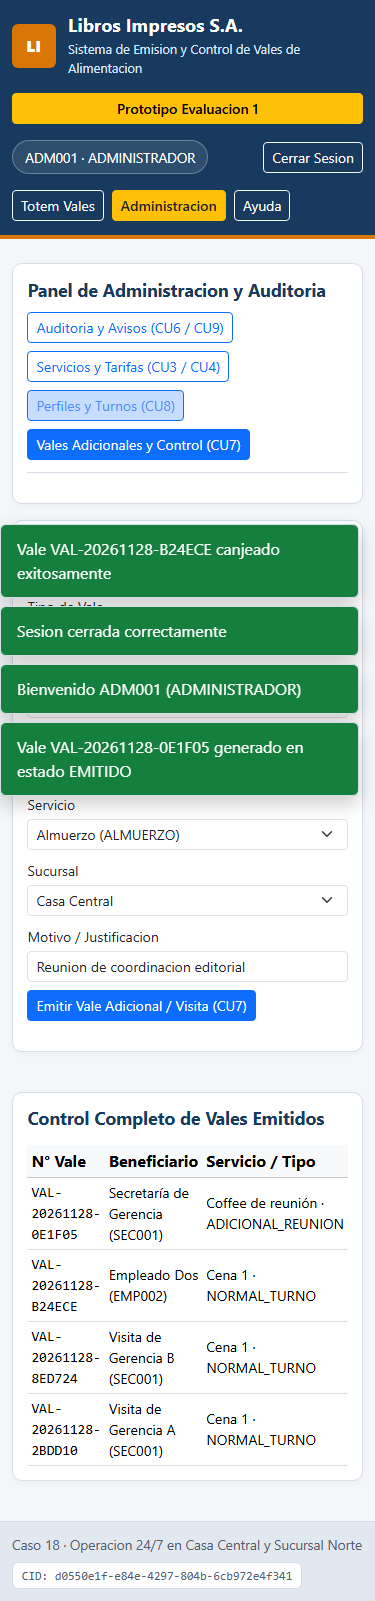 LI
Libros Impresos S.A.
Sistema de Emision y Control de Vales de
Alimentacion
Prototipo Evaluacion 1
ADM001 · ADMINISTRADOR
Cerrar Sesion
Totem Vales
Administracion
Ayuda
Panel de Administracion y Auditoria
Auditoria y Avisos (CU6 / CU9)
Servicios y Tarifas (CU3 / CU4)
Perfiles y Turnos (CU8)
Vales Adicionales y Control (CU7)
Vale VAL-20261128-B24ECE canjeado
exitosamente
Sesion cerrada correctamente
Bienvenido ADM001 (ADMINISTRADOR)
Vale VAL-20261128-0E1F05 generado en
estado EMITIDO
Servicio
Almuerzo (ALMUERZO)
Sucursal
Casa Central
Motivo / Justificacion
Reunion de coordinacion editorial
Emitir Vale Adicional / Visita (CU7)
Control Completo de Vales Emitidos
N° Vale Beneficiario Servicio / Tipo
VAL-
20261128-
0E1F05
Secretaría de
Gerencia
(SEC001)
Coffee de reunión ·
ADICIONAL_REUNION
VAL-
20261128-
B24ECE
Empleado Dos
(EMP002)
Cena 1 ·
NORMAL_TURNO
VAL-
20261128-
8ED724
Visita de
Gerencia B
(SEC001)
Cena 1 ·
NORMAL_TURNO
VAL-
20261128-
2BDD10
Visita de
Gerencia A
(SEC001)
Cena 1 ·
NORMAL_TURNO
Caso 18 · Operacion 24/7 en Casa Central y Sucursal Norte
CID: d0550e1f-e84e-4297-804b-6cb972e4f341